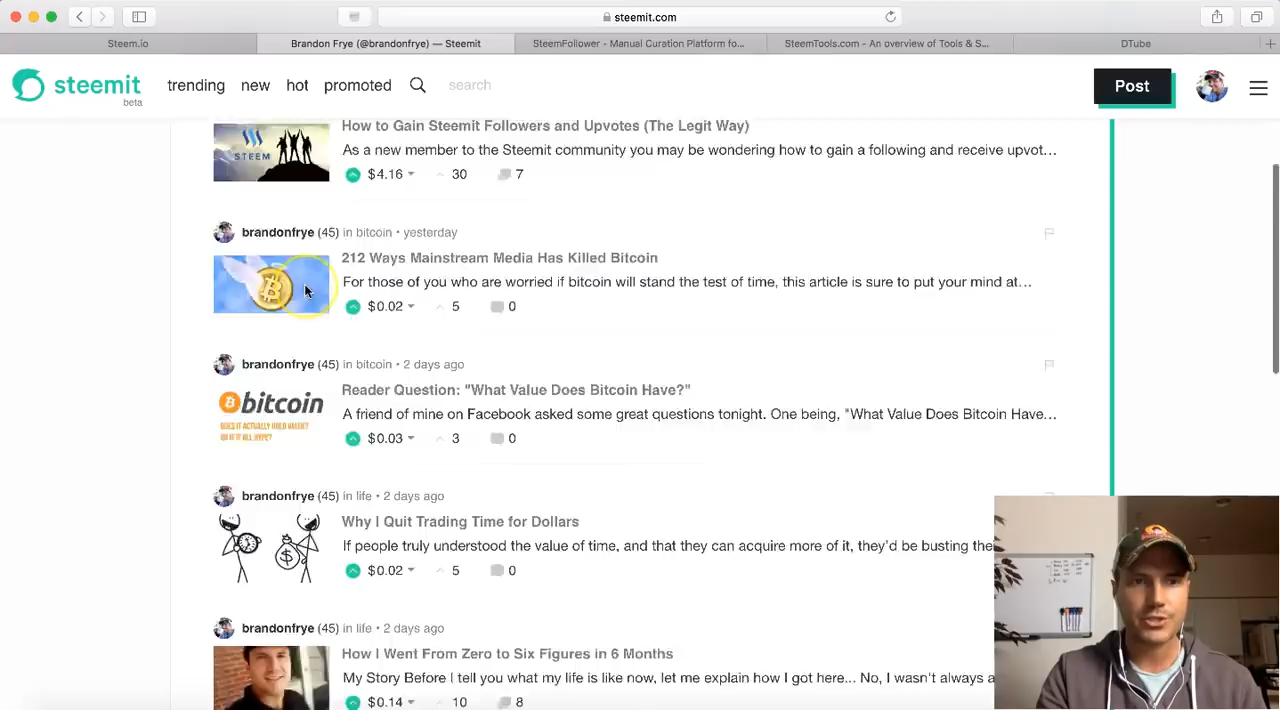 steemit.com
Steem.io
Brandon Frye (@brandonfrye) — Steemit
SteemFollower - Manual Curation Platform fo...
SteemTools.com - An overview of Tools & S...
DTube
steemit
beta
trending
new
hot
promoted
search
Post
How to Gain Steemit Followers and Upvotes (The Legit Way)
STEEM
As a new member to the Steemit community you may be wondering how to gain a following and receive upvot...
$4.16
30
7
brandonfrye (45) in bitcoin • yesterday
212 Ways Mainstream Media Has Killed Bitcoin
For those of you who are worried if bitcoin will stand the test of time, this article is sure to put your mind at...
$0.02
5
0
brandonfrye (45) in bitcoin • 2 days ago
Reader Question: "What Value Does Bitcoin Have?"
bitcoin
DOES IT ACTUALLY HOLD VALUE?
OR IS IT ALL HYPE?
A friend of mine on Facebook asked some great questions tonight. One being, "What Value Does Bitcoin Have...
$0.03
3
0
brandonfrye (45) in life • 2 days ago
Why I Quit Trading Time for Dollars
If people truly understood the value of time, and that they can acquire more of it, they'd be busting the
$0.02
5
0
brandonfrye (45) in life • 2 days ago
How I Went From Zero to Six Figures in 6 Months
My Story Before I tell you what my life is like now, let me explain how I got here... No, I wasn't always a
$0.14
10
8